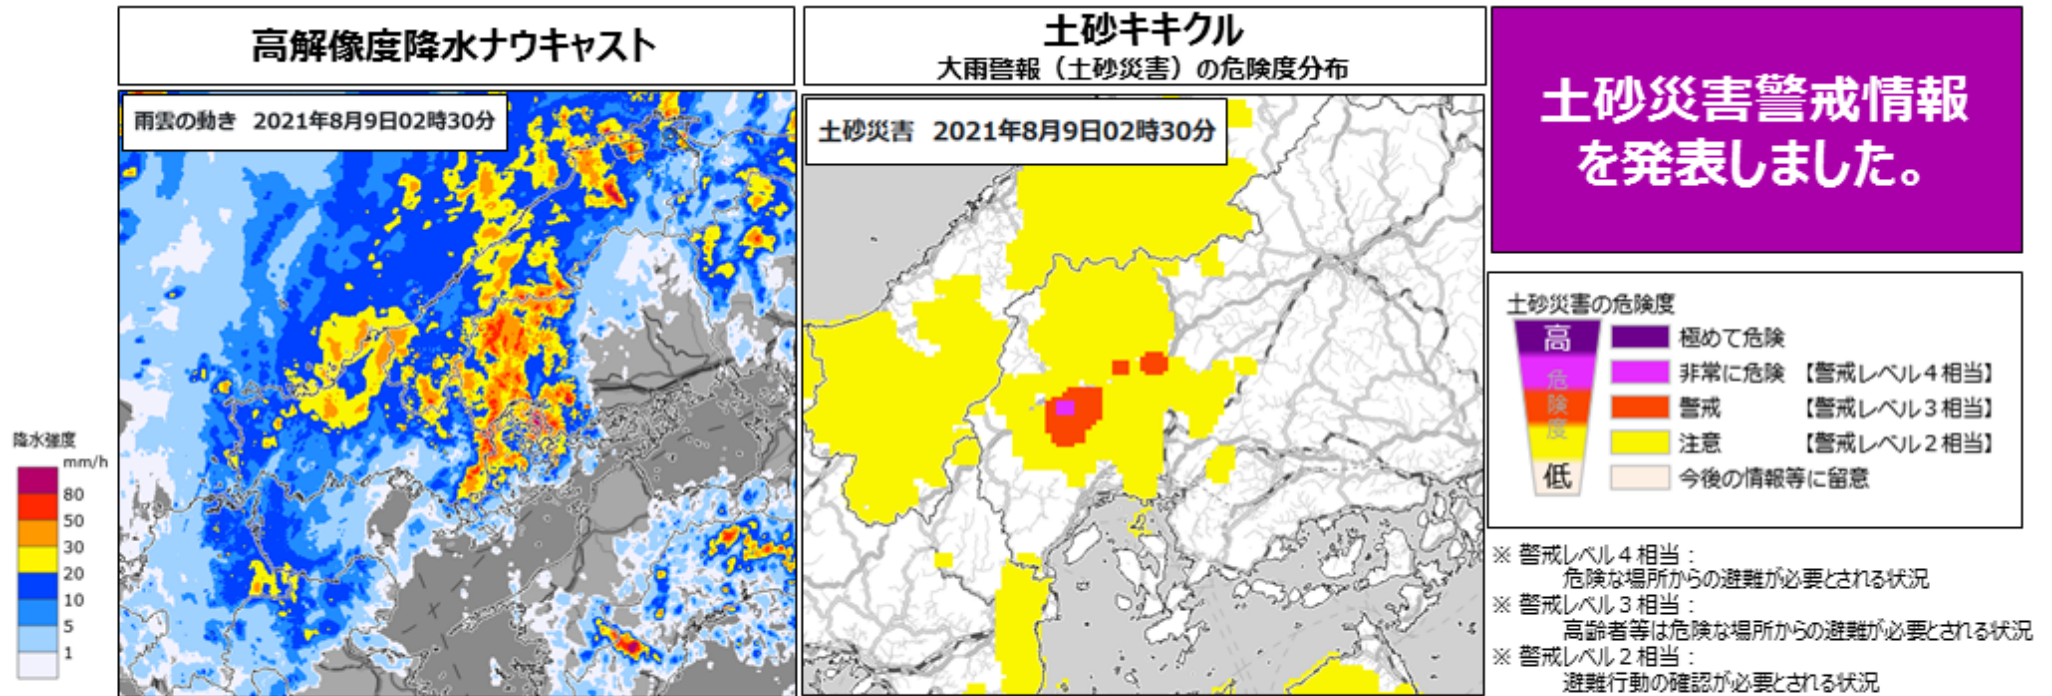 高解像度降水ナウキャスト
雨雲の動き 2021年8月9日02時30分
降水強度
mm/h
80
50
30
20
10
5
1
土砂キキクル
大雨警報（土砂災害）の危険度分布
土砂災害 2021年8月9日02時30分
土砂災害警戒情報
を発表しました。
土砂災害の危険度
高
危
険
度
低
極めて危険
非常に危険 【警戒レベル４相当】
警戒 【警戒レベル３相当】
注意 【警戒レベル２相当】
今後の情報等に留意
※ 警戒レベル４相当：
危険な場所からの避難が必要とされる状況
※ 警戒レベル３相当：
高齢者等は危険な場所からの避難が必要とされる状況
※ 警戒レベル２相当：
避難行動の確認が必要とされる状況